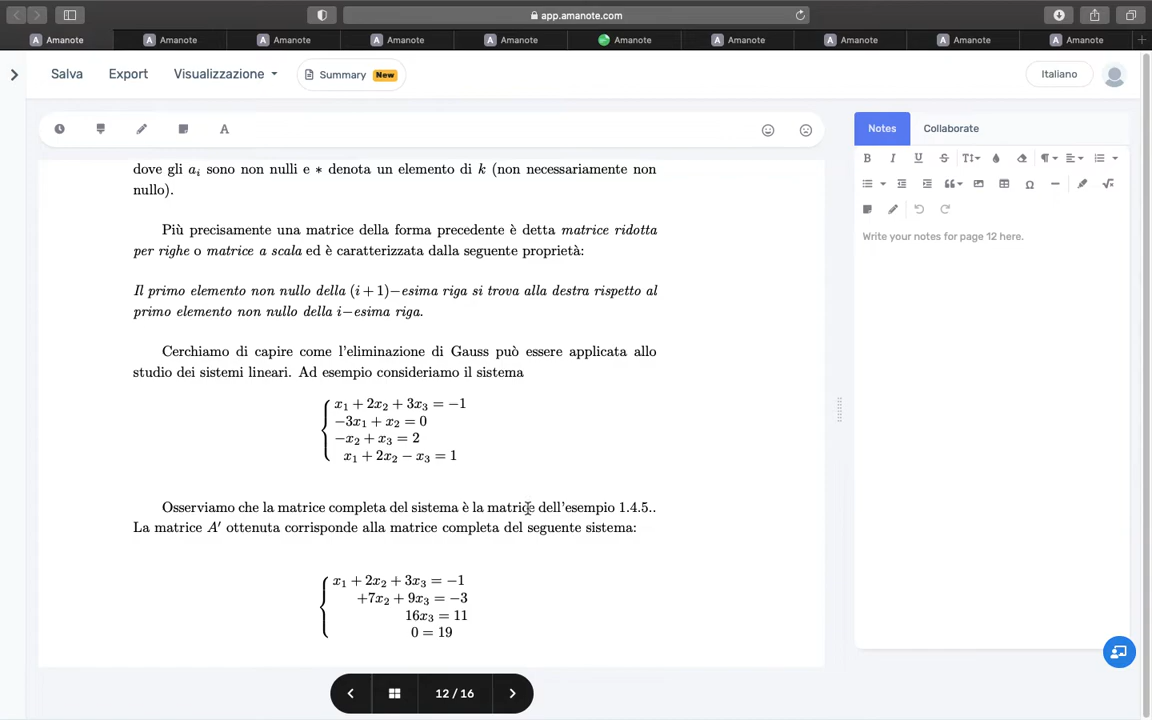 app.amanote.com
Amanote Amanote Amanote Amanote Amanote Amanote Amanote Amanote Amanote Amanote
Salva Export Visualizzazione Summary New Italiano
Notes Collaborate
Write your notes for page 12 here.
dove gli aᵢ sono non nulli e ∗ denota un elemento di k (non necessariamente non
nullo).
Più precisamente una matrice della forma precedente è detta matrice ridotta
per righe o matrice a scala ed è caratterizzata dalla seguente proprietà:
Il primo elemento non nullo della (i + 1)−esima riga si trova alla destra rispetto al
primo elemento non nullo della i−esima riga.
Cerchiamo di capire come l'eliminazione di Gauss può essere applicata allo
studio dei sistemi lineari. Ad esempio consideriamo il sistema
x₁ + 2x₂ + 3x₃ = −1
−3x₁ + x₂ = 0
−x₂ + x₃ = 2
x₁ + 2x₂ − x₃ = 1
Osserviamo che la matrice completa del sistema è la matrice dell'esempio 1.4.5..
La matrice A′ ottenuta corrisponde alla matrice completa del seguente sistema:
x₁ + 2x₂ + 3x₃ = −1
+7x₂ + 9x₃ = −3
16x₃ = 11
0 = 19
12 / 16